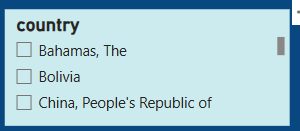 country
Bahamas, The
Bolivia
China, People's Republic of